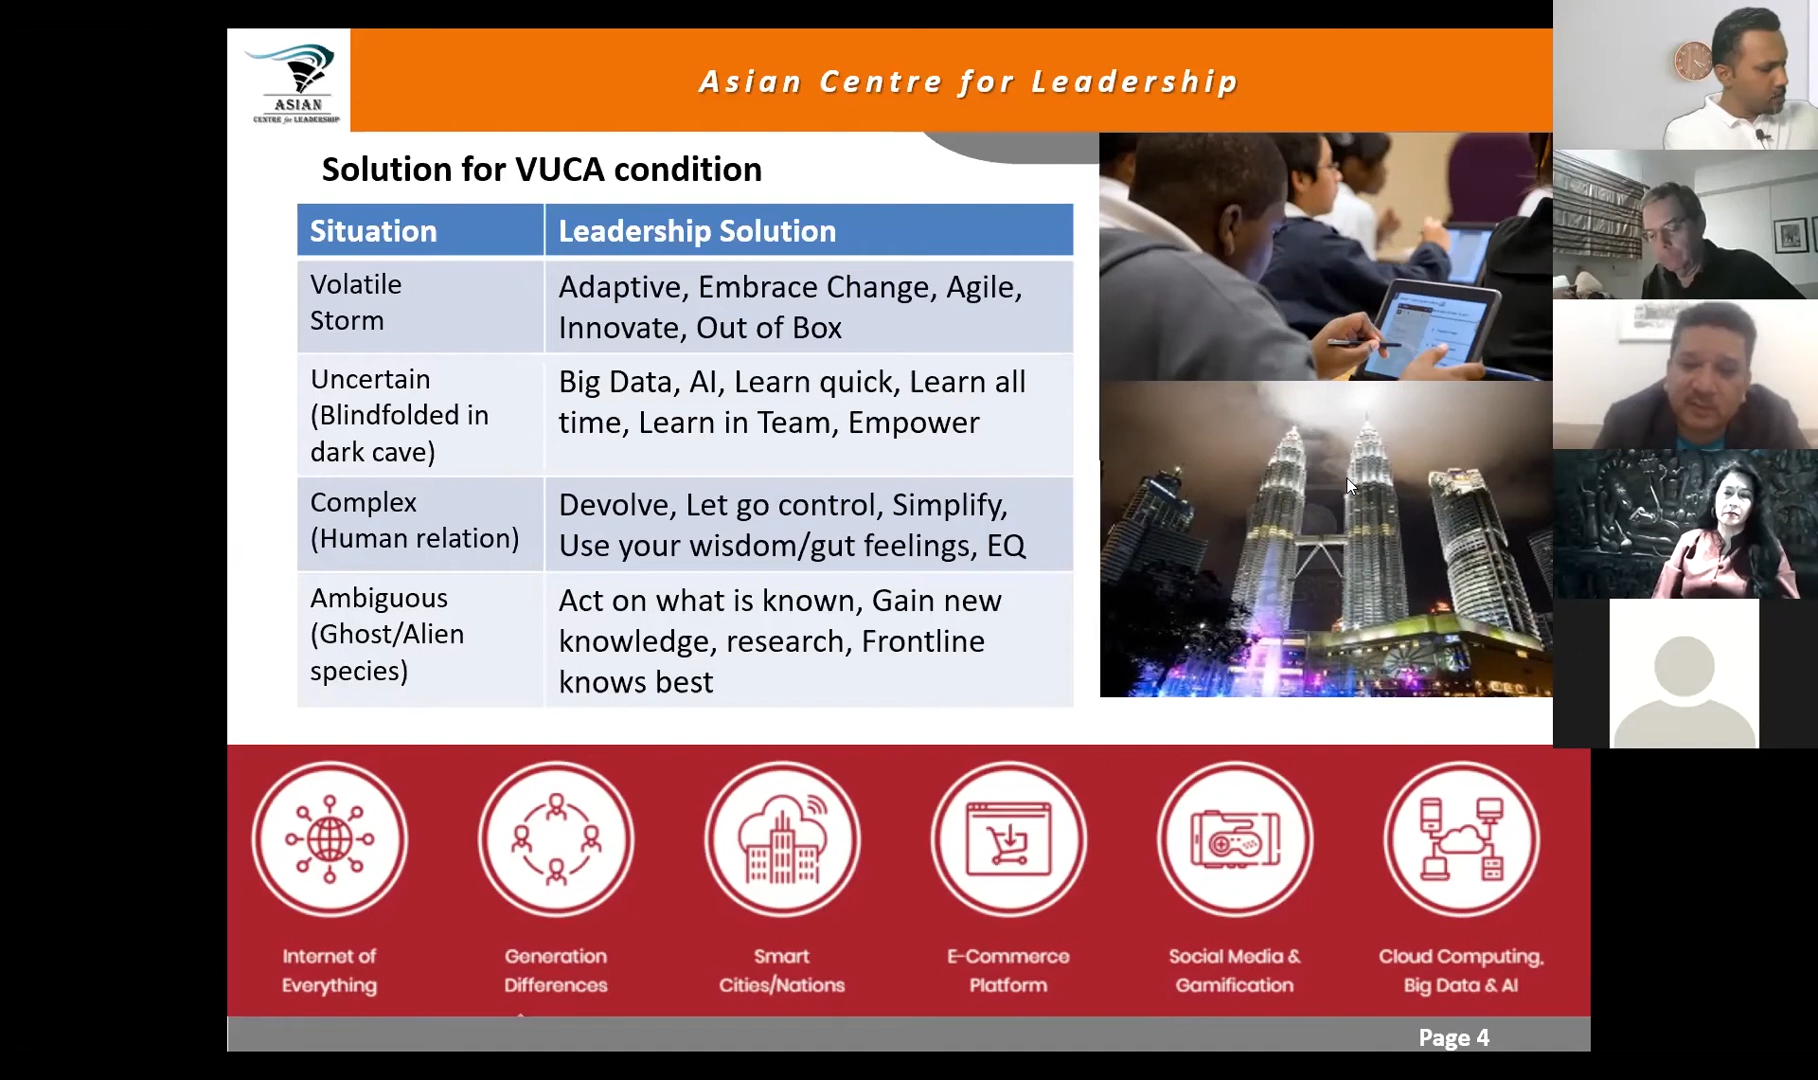 ASIAN
CENTRE for LEADERSHIP
Asian Centre for Leadership
Solution for VUCA condition
Situation
Leadership Solution
Volatile
Storm
Adaptive, Embrace Change, Agile,
Innovate, Out of Box
Uncertain
(Blindfolded in
dark cave)
Big Data, AI, Learn quick, Learn all
time, Learn in Team, Empower
Complex
(Human relation)
Devolve, Let go control, Simplify,
Use your wisdom/gut feelings, EQ
Ambiguous
(Ghost/Alien
species)
Act on what is known, Gain new
knowledge, research, Frontline
knows best
Internet of
Everything
Generation
Differences
Smart
Cities/Nations
E-Commerce
Platform
Social Media &
Gamification
Cloud Computing,
Big Data & AI
Page 4